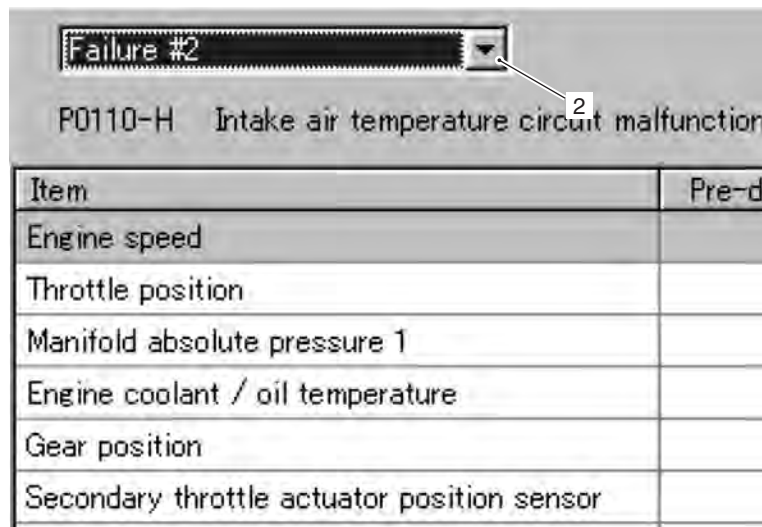 Failure #2
2
P0110-H Intake air temperature circuit malfunction
Item Pre-d
Engine speed
Throttle position
Manifold absolute pressure 1
Engine coolant / oil temperature
Gear position
Secondary throttle actuator position sensor